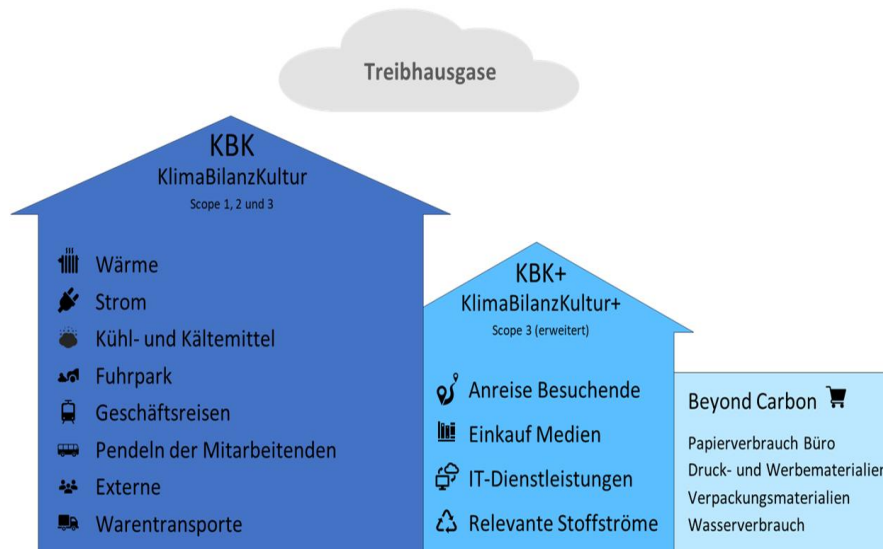 Treibhausgase
KBK
KlimaBilanzKultur
Scope 1, 2 und 3
Wärme
Strom
Kühl- und Kältemittel
Fuhrpark
Geschäftsreisen
Pendeln der Mitarbeitenden
Externe
Warentransporte
KBK+
KlimaBilanzKultur+
Scope 3 (erweitert)
Anreise Besuchende
Einkauf Medien
IT-Dienstleistungen
Relevante Stoffströme
Beyond Carbon
Papierverbrauch Büro
Druck- und Werbematerialien
Verpackungsmaterialien
Wasserverbrauch